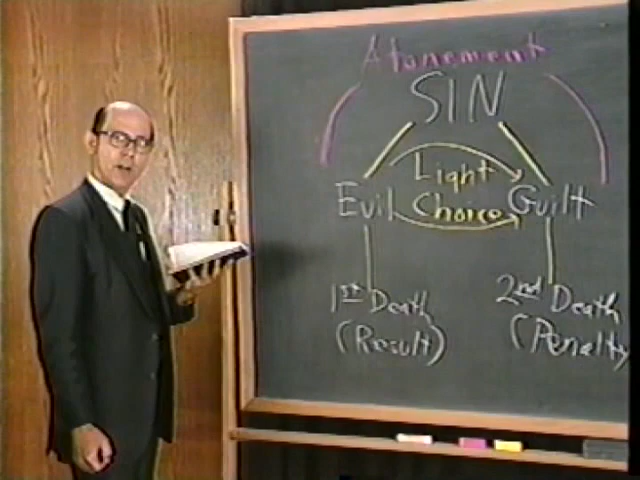 Atonement
SIN
Light
Evil Choice Guilt
1st Death 2nd Death
(Result) (Penalty